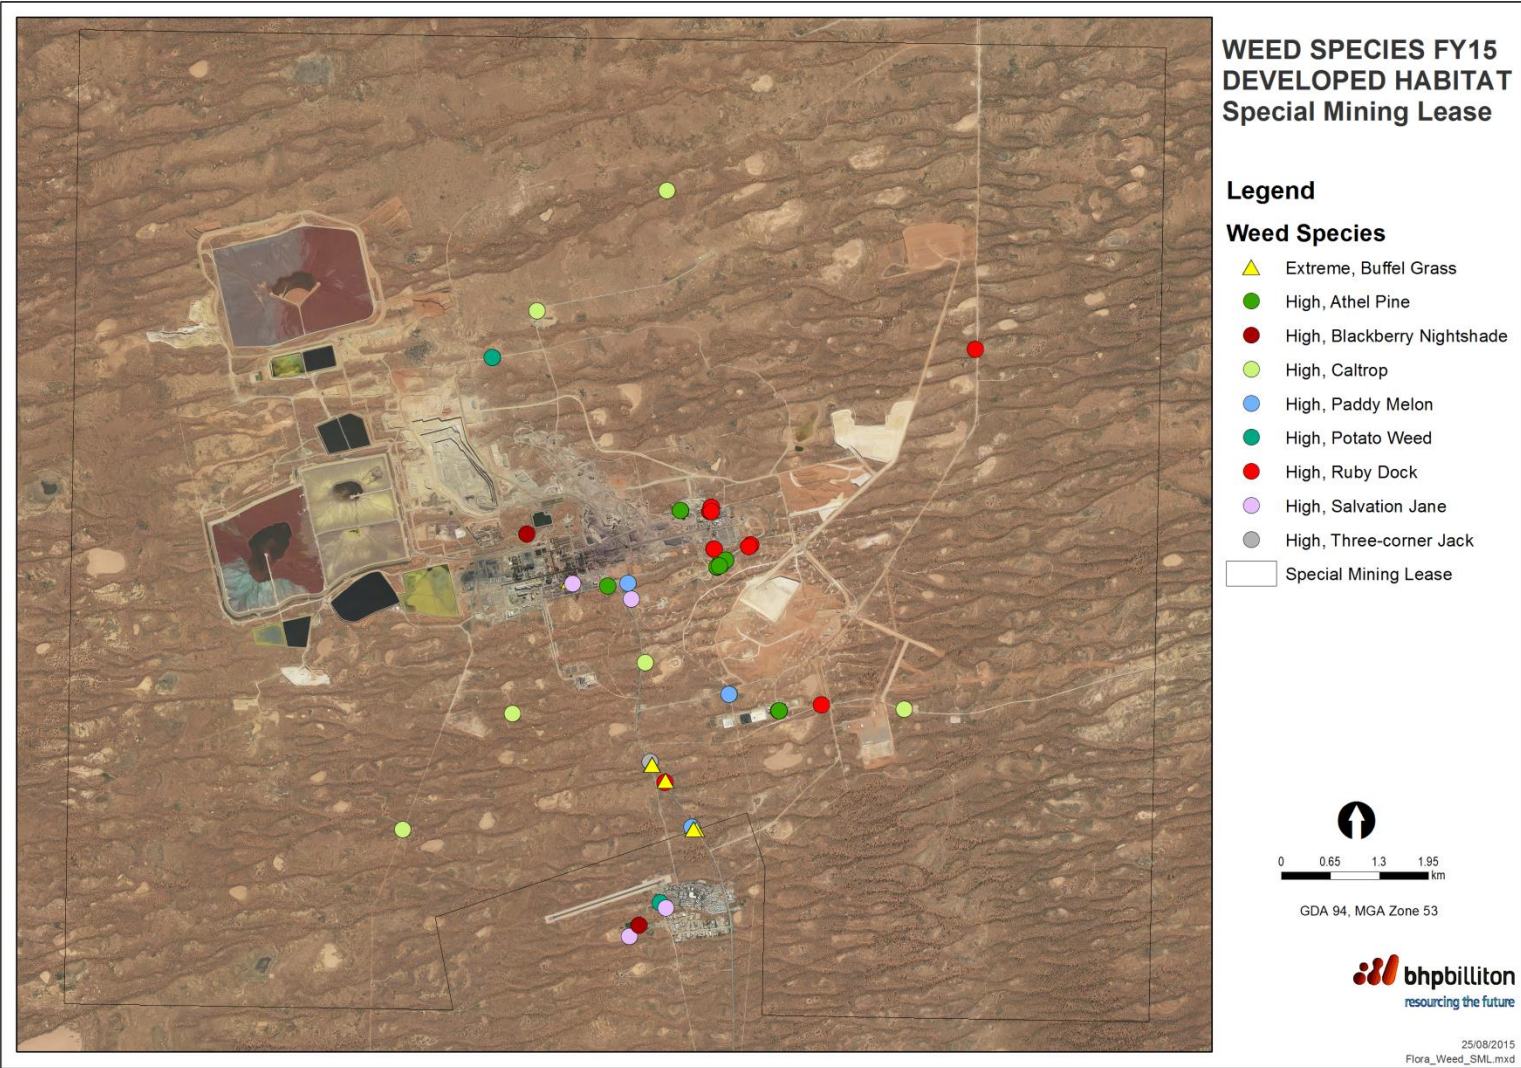 WEED SPECIES FY15
DEVELOPED HABITAT
Special Mining Lease
Legend
Weed Species
Extreme, Buffel Grass
High, Athel Pine
High, Blackberry Nightshade
High, Caltrop
High, Paddy Melon
High, Potato Weed
High, Ruby Dock
High, Salvation Jane
High, Three-corner Jack
Special Mining Lease
0 0.65 1.3 1.95
km
GDA 94, MGA Zone 53
bhpbilliton
resourcing the future
25/08/2015
Flora_Weed_SML.mxd